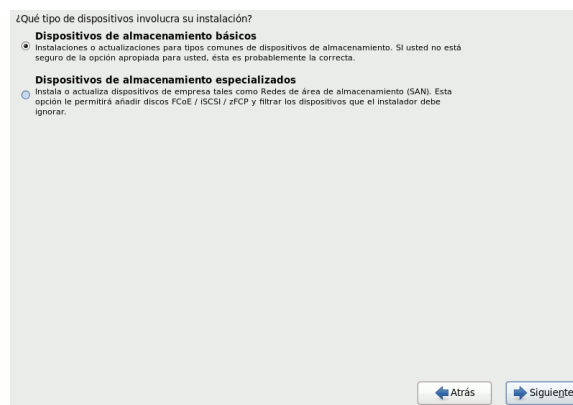 ¿Qué tipo de dispositivos involucra su instalación?
Dispositivos de almacenamiento básicos
Instalaciones o actualizaciones para tipos comunes de dispositivos de almacenamiento. SI usted no está
seguro de la opción apropiada para usted, ésta es probablemente la correcta.
Dispositivos de almacenamiento especializados
Instala o actualiza dispositivos de empresa tales como Redes de área de almacenamiento (SAN). Esta
opción le permitirá añadir discos FCoE / iSCSI / zFCP y filtrar los dispositivos que el instalador debe
ignorar.
Atrás
Siguiente